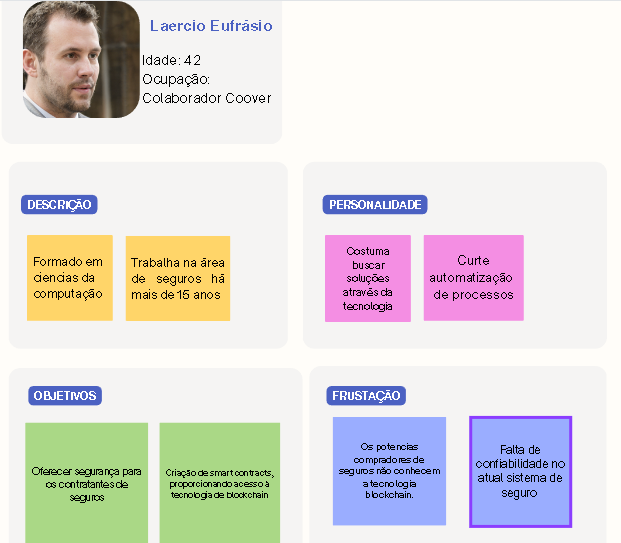 Laercio Eufrásio
Idade: 42
Ocupação:
Colaborador Coover
DESCRIÇÃO
Formado em
ciencias da
computação
Trabalha na área
de seguros há
mais de 15 anos
PERSONALIDADE
Costuma
buscar
soluções
através da
tecnologia
Curte
automatização
de processos
OBJETIVOS
Oferecer segurança para
os contratantes de
seguros
Criação de smart contracts,
proporcionando acesso à
tecnologia de blockchain
FRUSTAÇÃO
Os potencias
compradores de
seguros não conhecem
a tecnologia
blockchain.
Falta de
confiabilidade no
atual sistema de
seguro